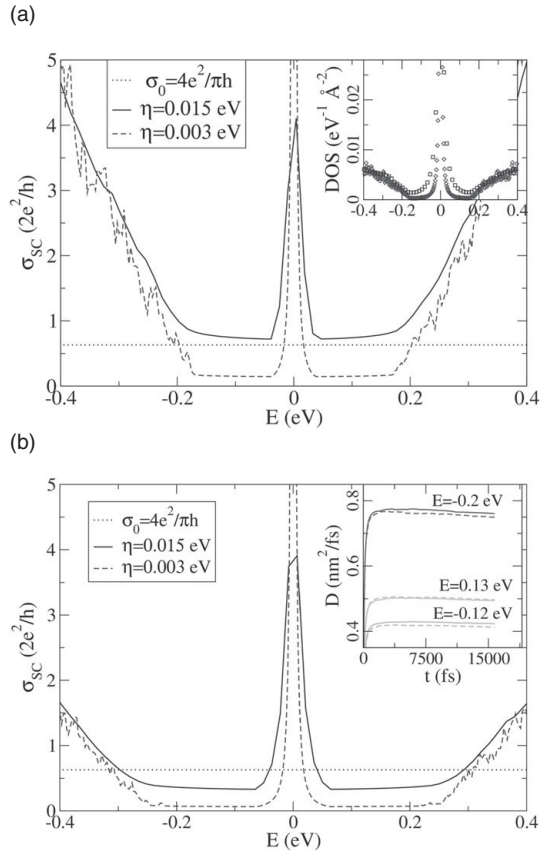 (a)
5
4
3
2
1
0
σSC (2e²/h)
σ₀=4e²/πh
η=0.015 eV
η=0.003 eV
DOS (eV⁻¹ Å⁻²)
0.02
0.01
0
-0.4 -0.2 0 0.2 0.4
-0.4 -0.2 0 0.2 0.4
E (eV)
(b)
5
4
3
2
1
0
σSC (2e²/h)
σ₀=4e²/πh
η=0.015 eV
η=0.003 eV
D (nm²/fs)
0.8
0.6
0.4
E=-0.2 eV
E=0.13 eV
E=-0.12 eV
0 7500 15000
t (fs)
-0.4 -0.2 0 0.2 0.4
E (eV)